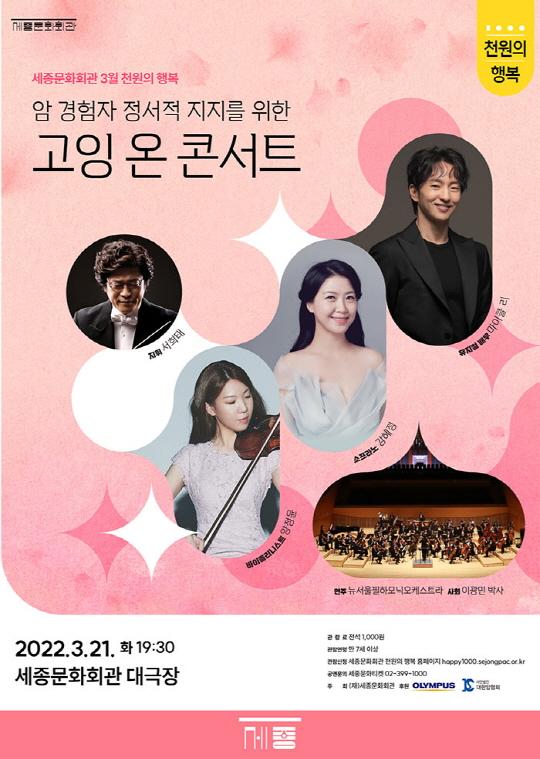 세종문화회관
천원의
행복
세종문화회관 3월 천원의 행복
암 경험자 정서적 지지를 위한
고잉 온 콘서트
뮤지컬 배우 마이클 리
지휘 서희태
소프라노 강혜정
바이올리니스트 양정윤
연주 뉴서울필하모닉오케스트라 사회 이광민 박사
2022.3.21. 화 19:30
세종문화회관 대극장
관 람 료 전석 1,000원
관람연령 만 7세 이상
관람신청 세종문화회관 천원의 행복 홈페이지 happy1000.sejongpac.or.kr
공연문의 세종문화티켓 02-399-1000
주 최 (재)세종문화회관 후원 OLYMPUS 대한암협회
세종